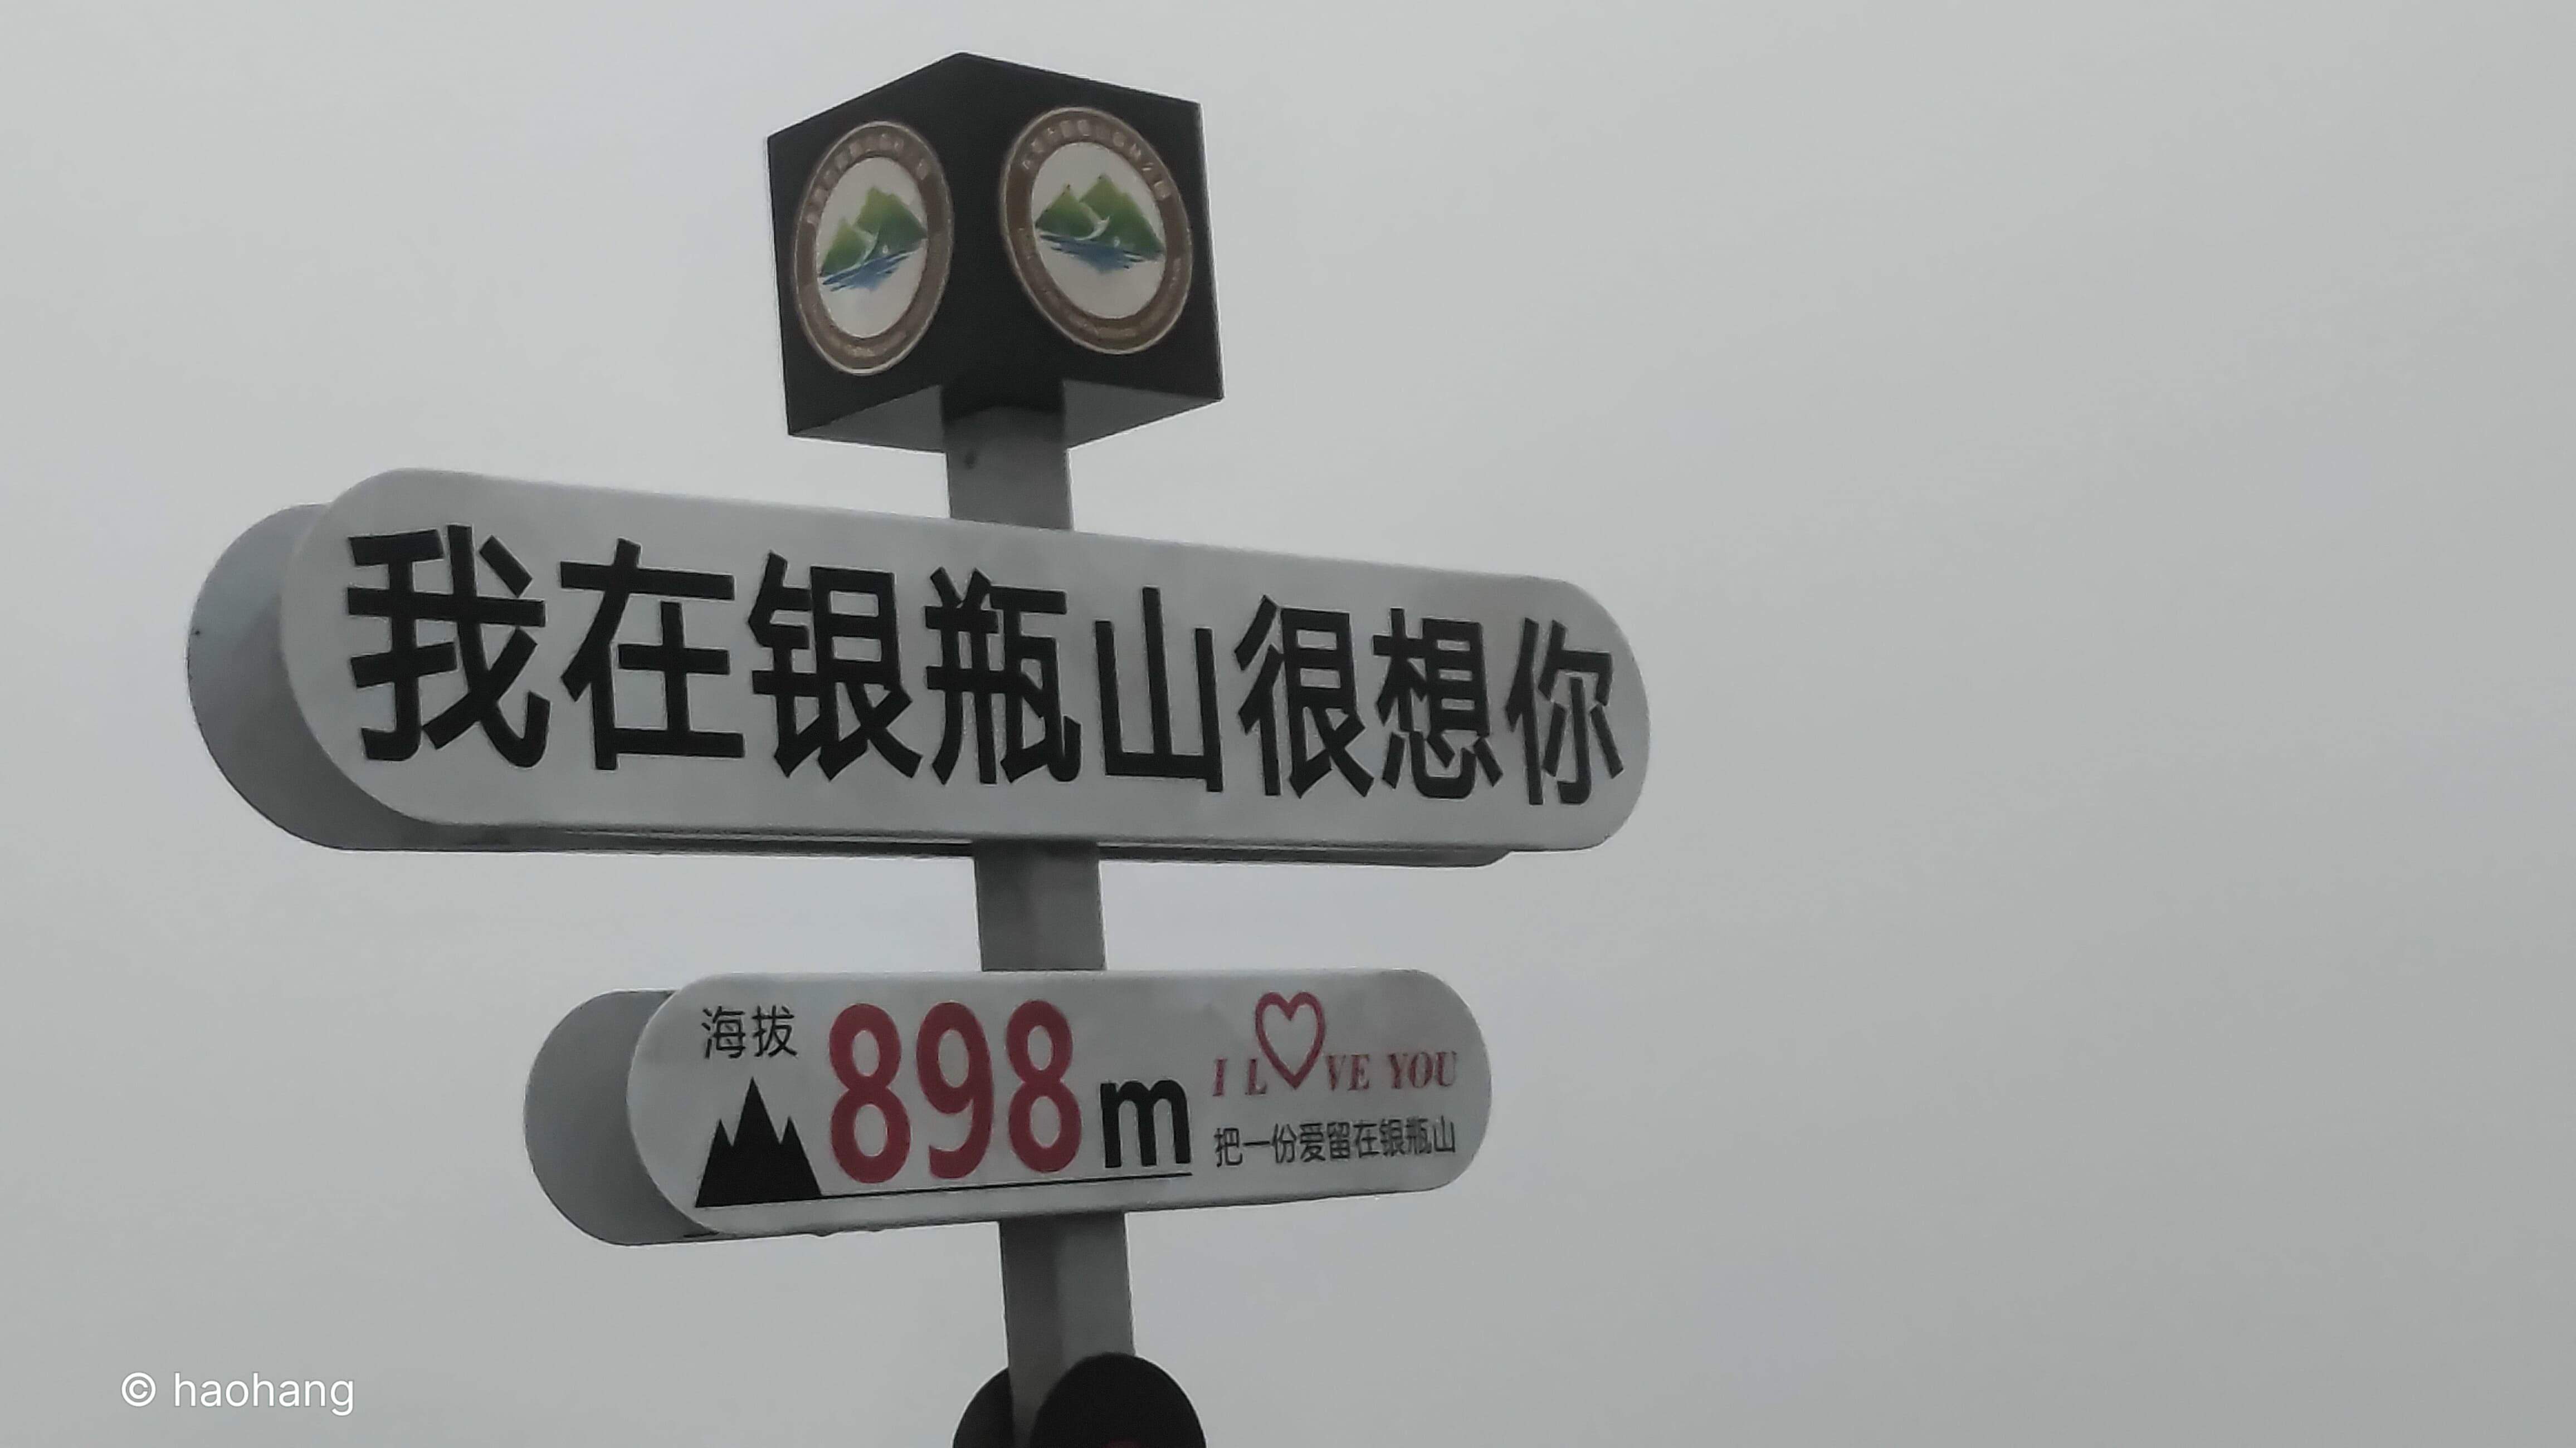 我在银瓶山很想你
海拔
898m
I L♡VE YOU
把一份爱留在银瓶山
© haohang